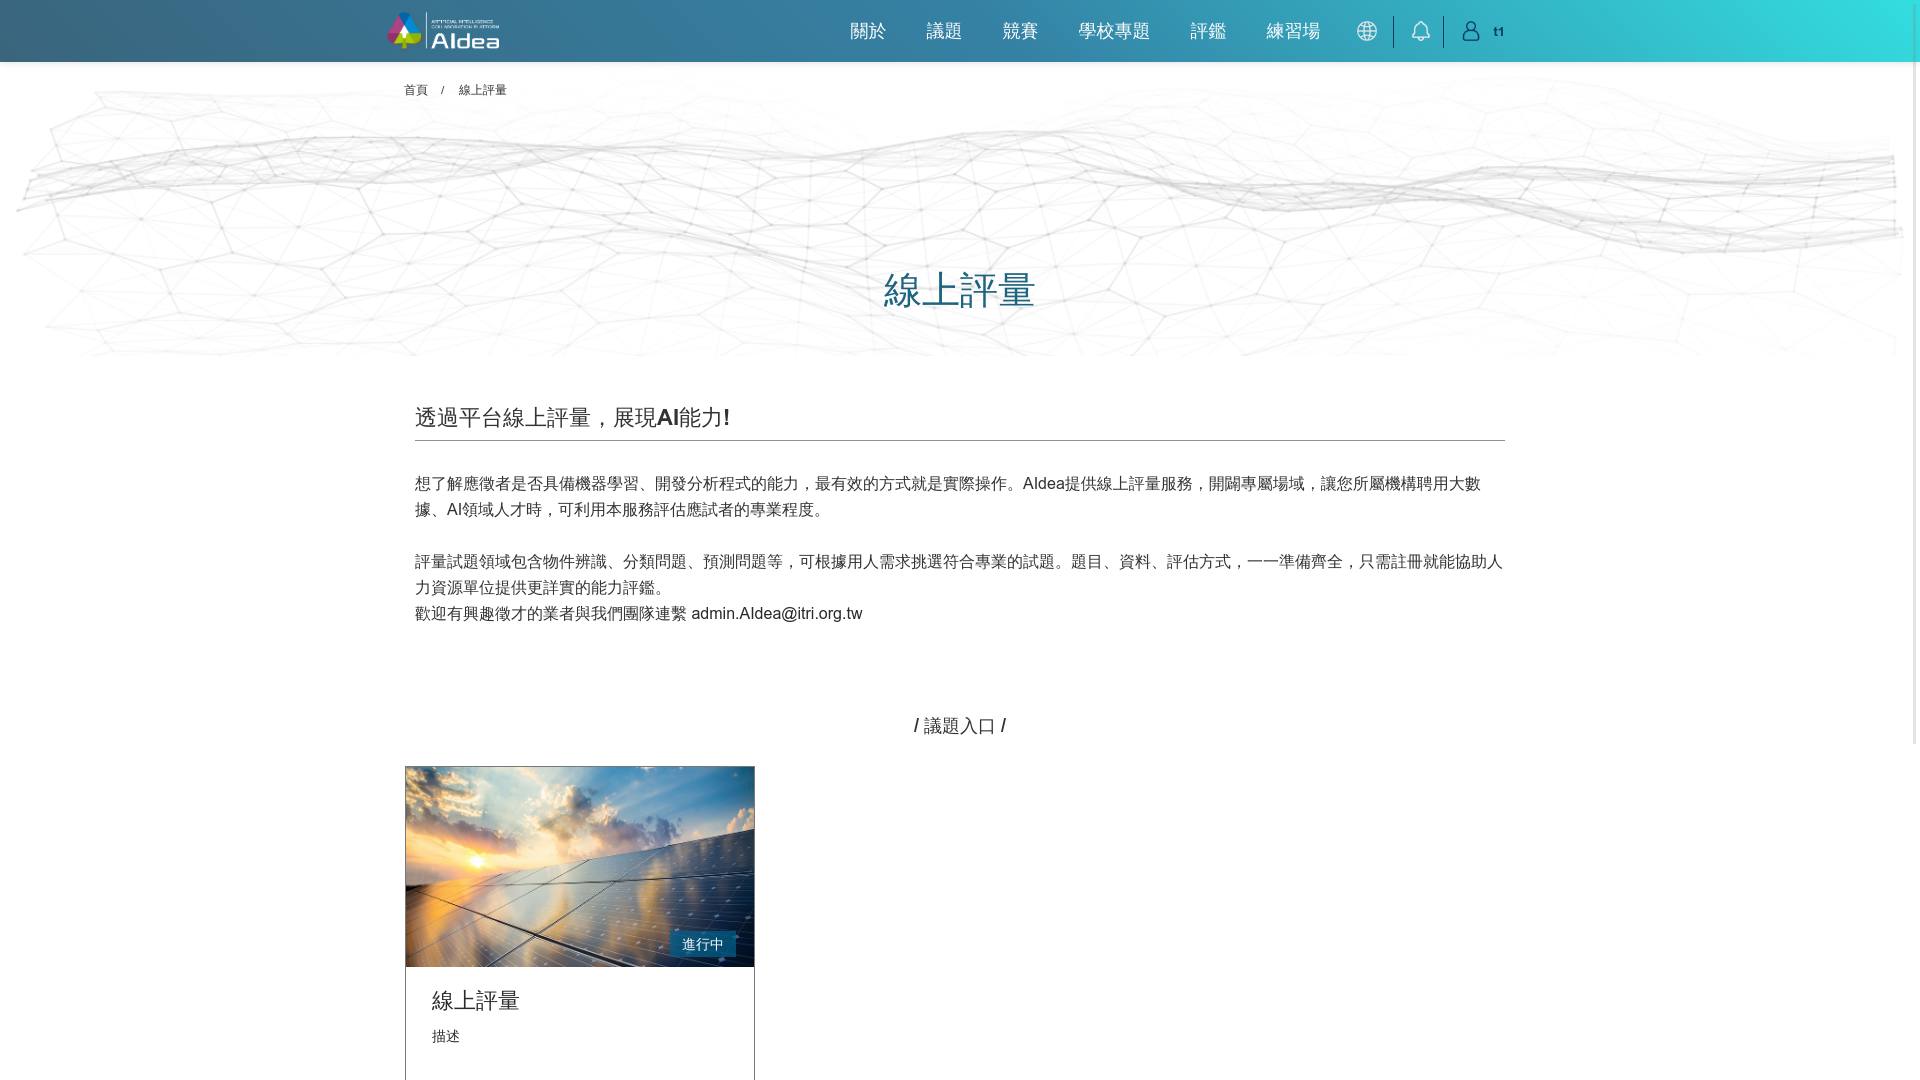 ARTIFICIAL INTELLIGENCE
COLLABORATION PLATFORM
AIdea
關於
議題
競賽
學校專題
評鑑
練習場
t1
首頁 / 線上評量
線上評量
透過平台線上評量，展現AI能力!
想了解應徵者是否具備機器學習、開發分析程式的能力，最有效的方式就是實際操作。AIdea提供線上評量服務，開闢專屬場域，讓您所屬機構聘用大數
據、AI領域人才時，可利用本服務評估應試者的專業程度。
評量試題領域包含物件辨識、分類問題、預測問題等，可根據用人需求挑選符合專業的試題。題目、資料、評估方式，一一準備齊全，只需註冊就能協助人
力資源單位提供更詳實的能力評鑑。
歡迎有興趣徵才的業者與我們團隊連繫 admin.AIdea@itri.org.tw
/ 議題入口 /
進行中
線上評量
描述